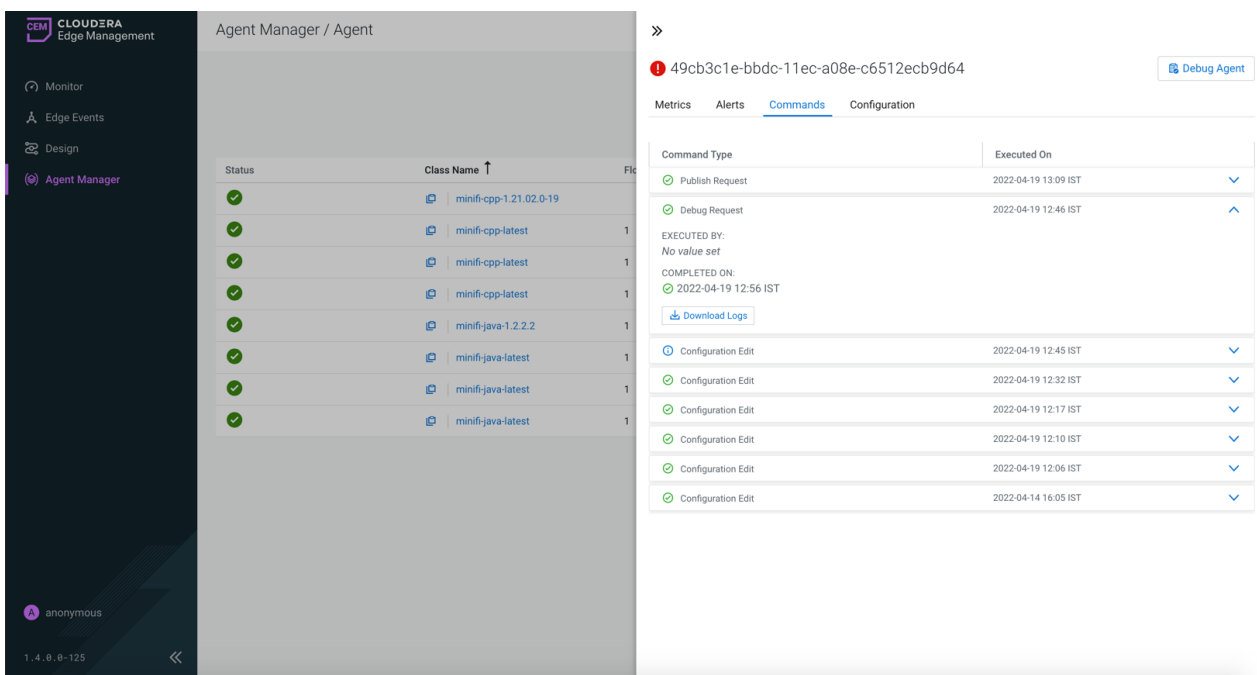 CEM CLOUDERA
Edge Management
Monitor
Edge Events
Design
Agent Manager
A anonymous
1.4.0.0-125
Agent Manager / Agent
Status Class Name Flo
minifi-cpp-1.21.02.0-19
minifi-cpp-latest 1
minifi-cpp-latest 1
minifi-cpp-latest 1
minifi-java-1.2.2.2 1
minifi-java-latest 1
minifi-java-latest 1
minifi-java-latest 1
49cb3c1e-bbdc-11ec-a08e-c6512ecb9d64 Debug Agent
Metrics Alerts Commands Configuration
Command Type Executed On
Publish Request 2022-04-19 13:09 IST
Debug Request 2022-04-19 12:46 IST
EXECUTED BY:
No value set
COMPLETED ON:
2022-04-19 12:56 IST
Download Logs
Configuration Edit 2022-04-19 12:45 IST
Configuration Edit 2022-04-19 12:32 IST
Configuration Edit 2022-04-19 12:17 IST
Configuration Edit 2022-04-19 12:10 IST
Configuration Edit 2022-04-19 12:06 IST
Configuration Edit 2022-04-14 16:05 IST